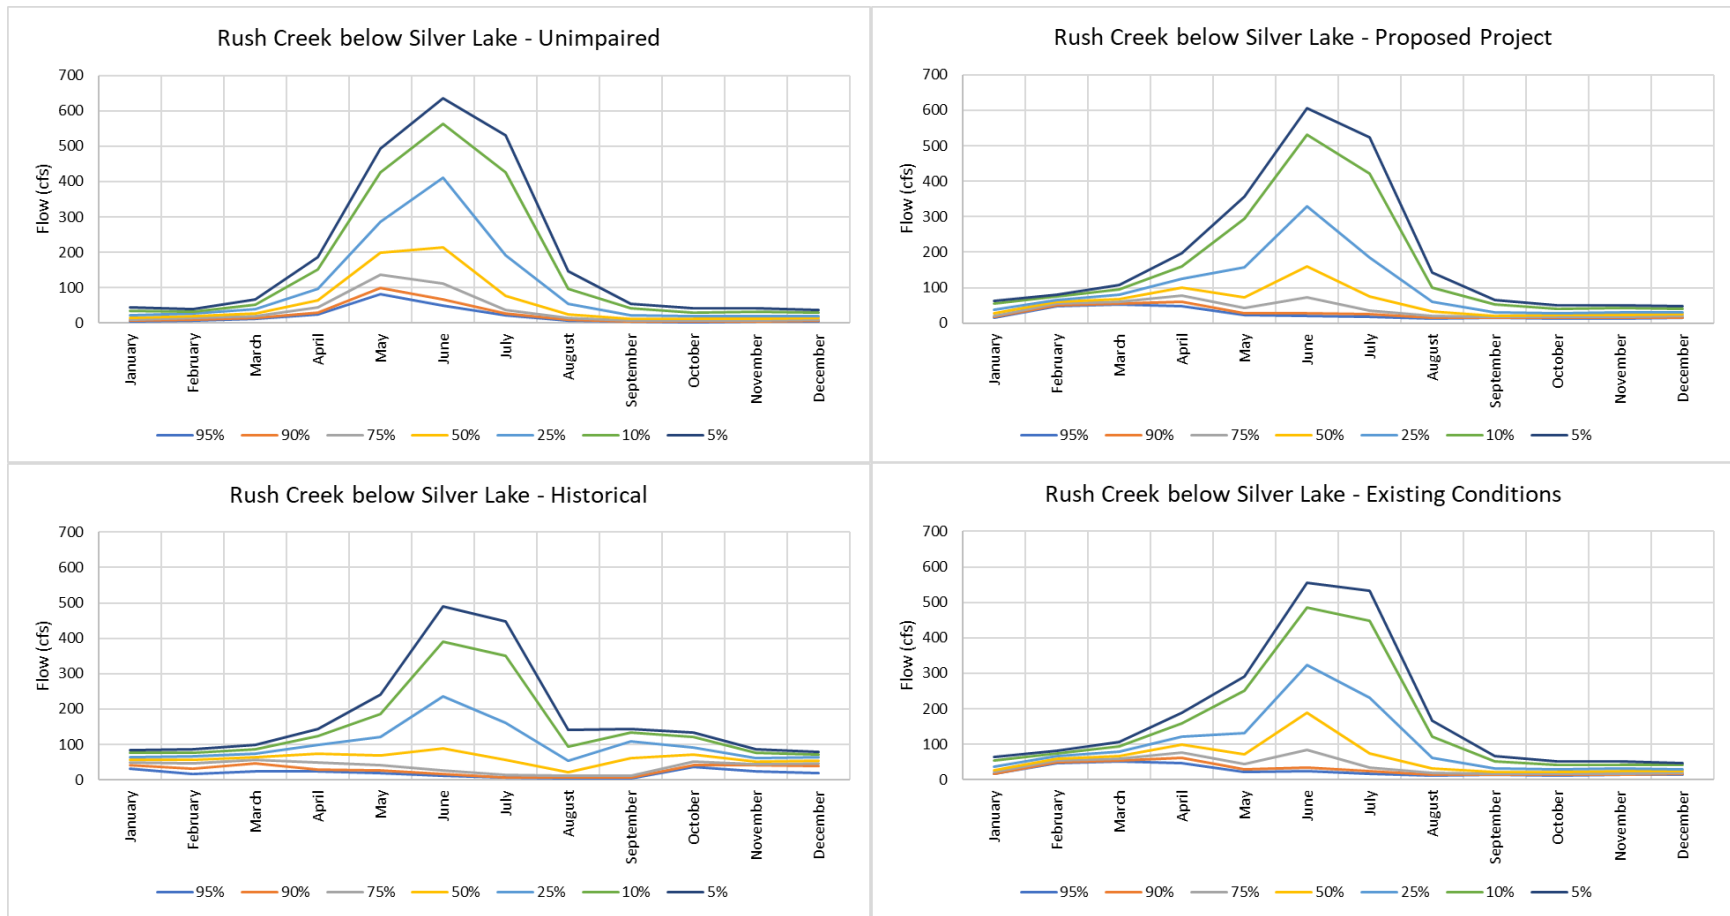 Rush Creek below Silver Lake - Unimpaired
Flow (cfs)
700
600
500
400
300
200
100
0
January
February
March
April
May
June
July
August
September
October
November
December
95% 90% 75% 50% 25% 10% 5%
Rush Creek below Silver Lake - Proposed Project
Flow (cfs)
700
600
500
400
300
200
100
0
January
February
March
April
May
June
July
August
September
October
November
December
95% 90% 75% 50% 25% 10% 5%
Rush Creek below Silver Lake - Historical
Flow (cfs)
700
600
500
400
300
200
100
0
January
February
March
April
May
June
July
August
September
October
November
December
95% 90% 75% 50% 25% 10% 5%
Rush Creek below Silver Lake - Existing Conditions
Flow (cfs)
700
600
500
400
300
200
100
0
January
February
March
April
May
June
July
August
September
October
November
December
95% 90% 75% 50% 25% 10% 5%